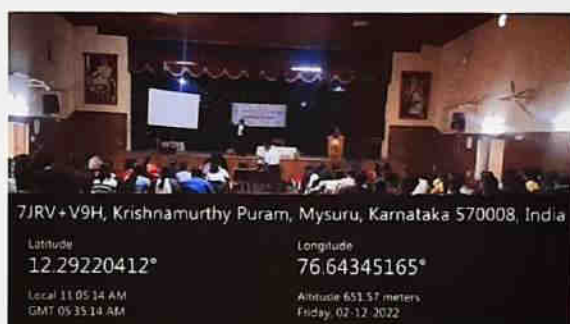 7JRV+V9H, Krishnamurthy Puram, Mysuru, Karnataka 570008, India
Latitude
Longitude
12.29220412°
76.64345165°
Local 11:05:14 AM
Altitude 651.57 meters
GMT 05:35:14 AM
Friday, 02-12-2022